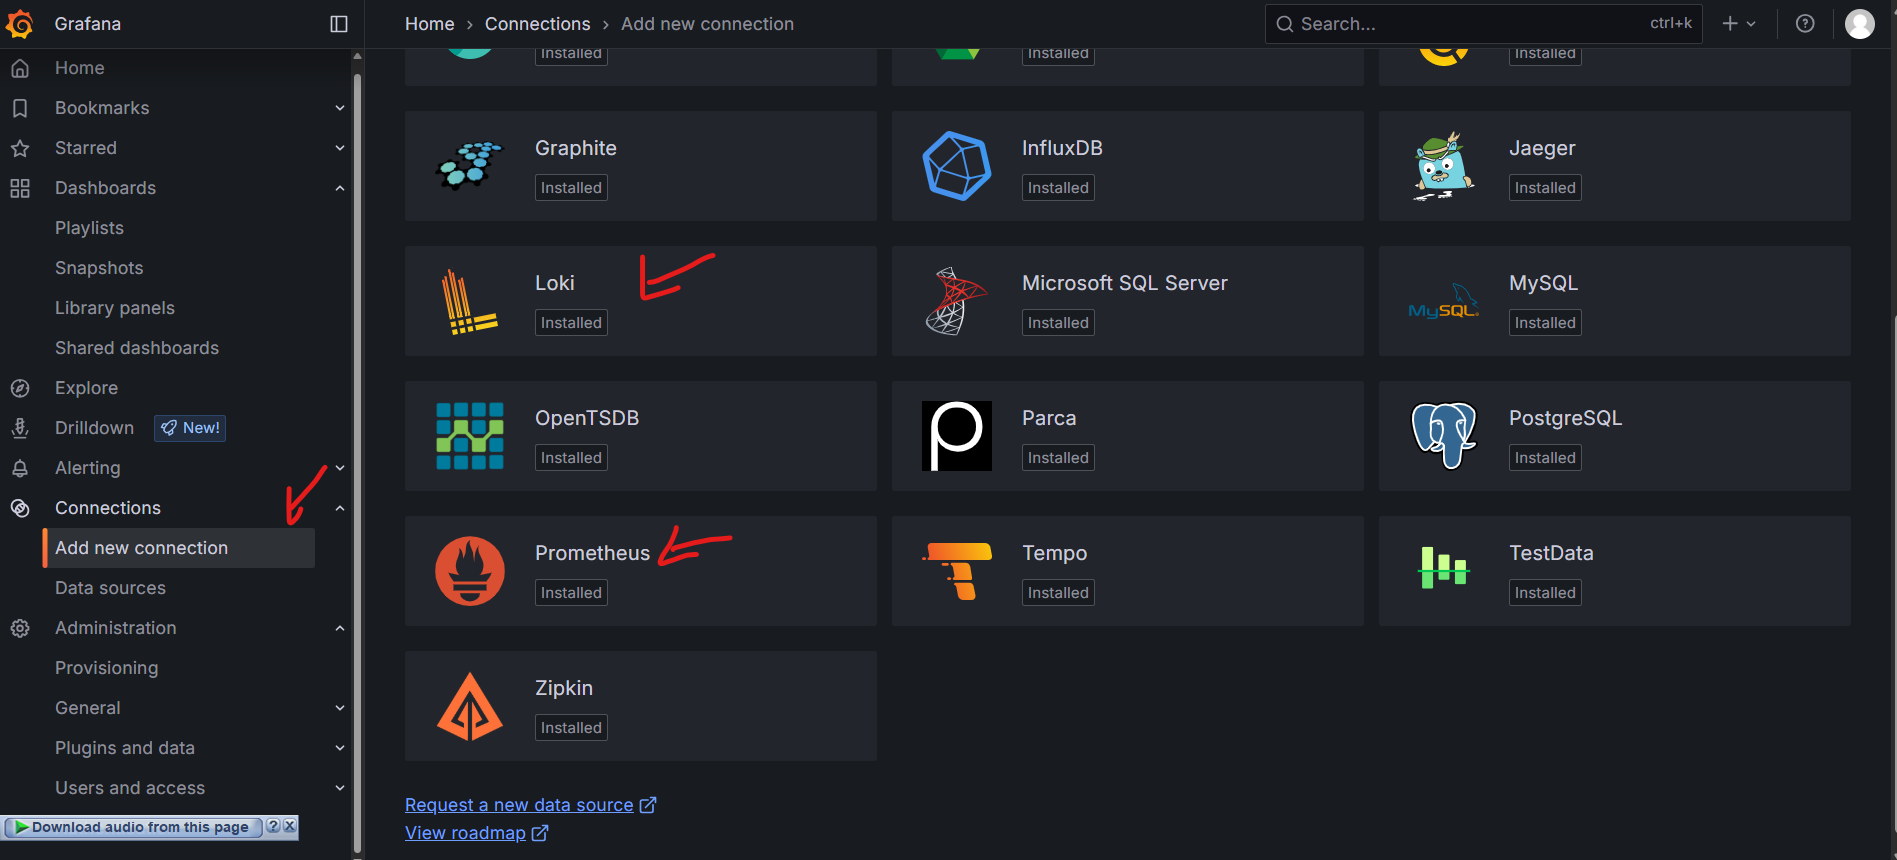 Grafana
Home › Connections › Add new connection
Search...
ctrl+k
Home
Bookmarks
Starred
Dashboards
Playlists
Snapshots
Library panels
Shared dashboards
Explore
Drilldown
New!
Alerting
Connections
Add new connection
Data sources
Administration
Provisioning
General
Plugins and data
Users and access
Download audio from this page
?
X
Installed
Installed
Installed
Graphite
Installed
InfluxDB
Installed
Jaeger
Installed
Loki
Installed
Microsoft SQL Server
Installed
MySQL
MySQL
Installed
OpenTSDB
Installed
Parca
Installed
PostgreSQL
Installed
Prometheus
Installed
Tempo
Installed
TestData
Installed
Zipkin
Installed
Request a new data source
View roadmap